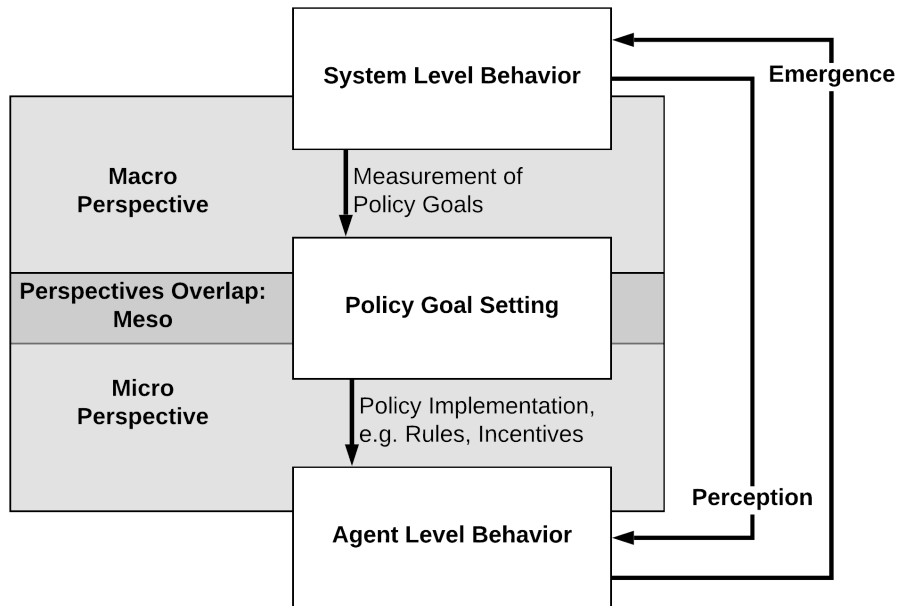 System Level Behavior
Emergence
Macro
Perspective
Measurement of
Policy Goals
Perspectives Overlap:
Meso
Policy Goal Setting
Micro
Perspective
Policy Implementation,
e.g. Rules, Incentives
Perception
Agent Level Behavior